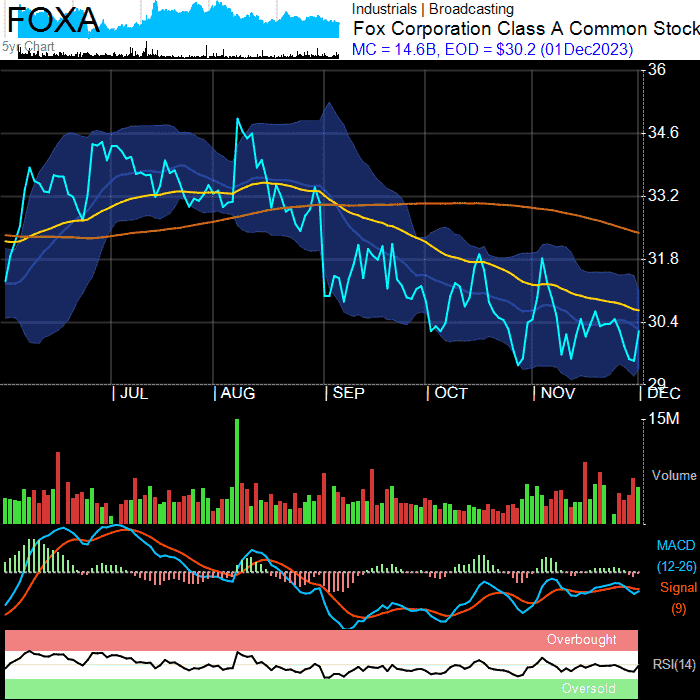 FOXA
5yr Chart
Industrials | Broadcasting
Fox Corporation Class A Common Stock
MC = 14.6B, EOD = $30.2 (01Dec2023)
36
34.6
33.2
31.8
30.4
29
JUL AUG SEP OCT NOV DEC
15M
Volume
MACD
(12-26)
Signal
(9)
Overbought
RSI(14)
Oversold